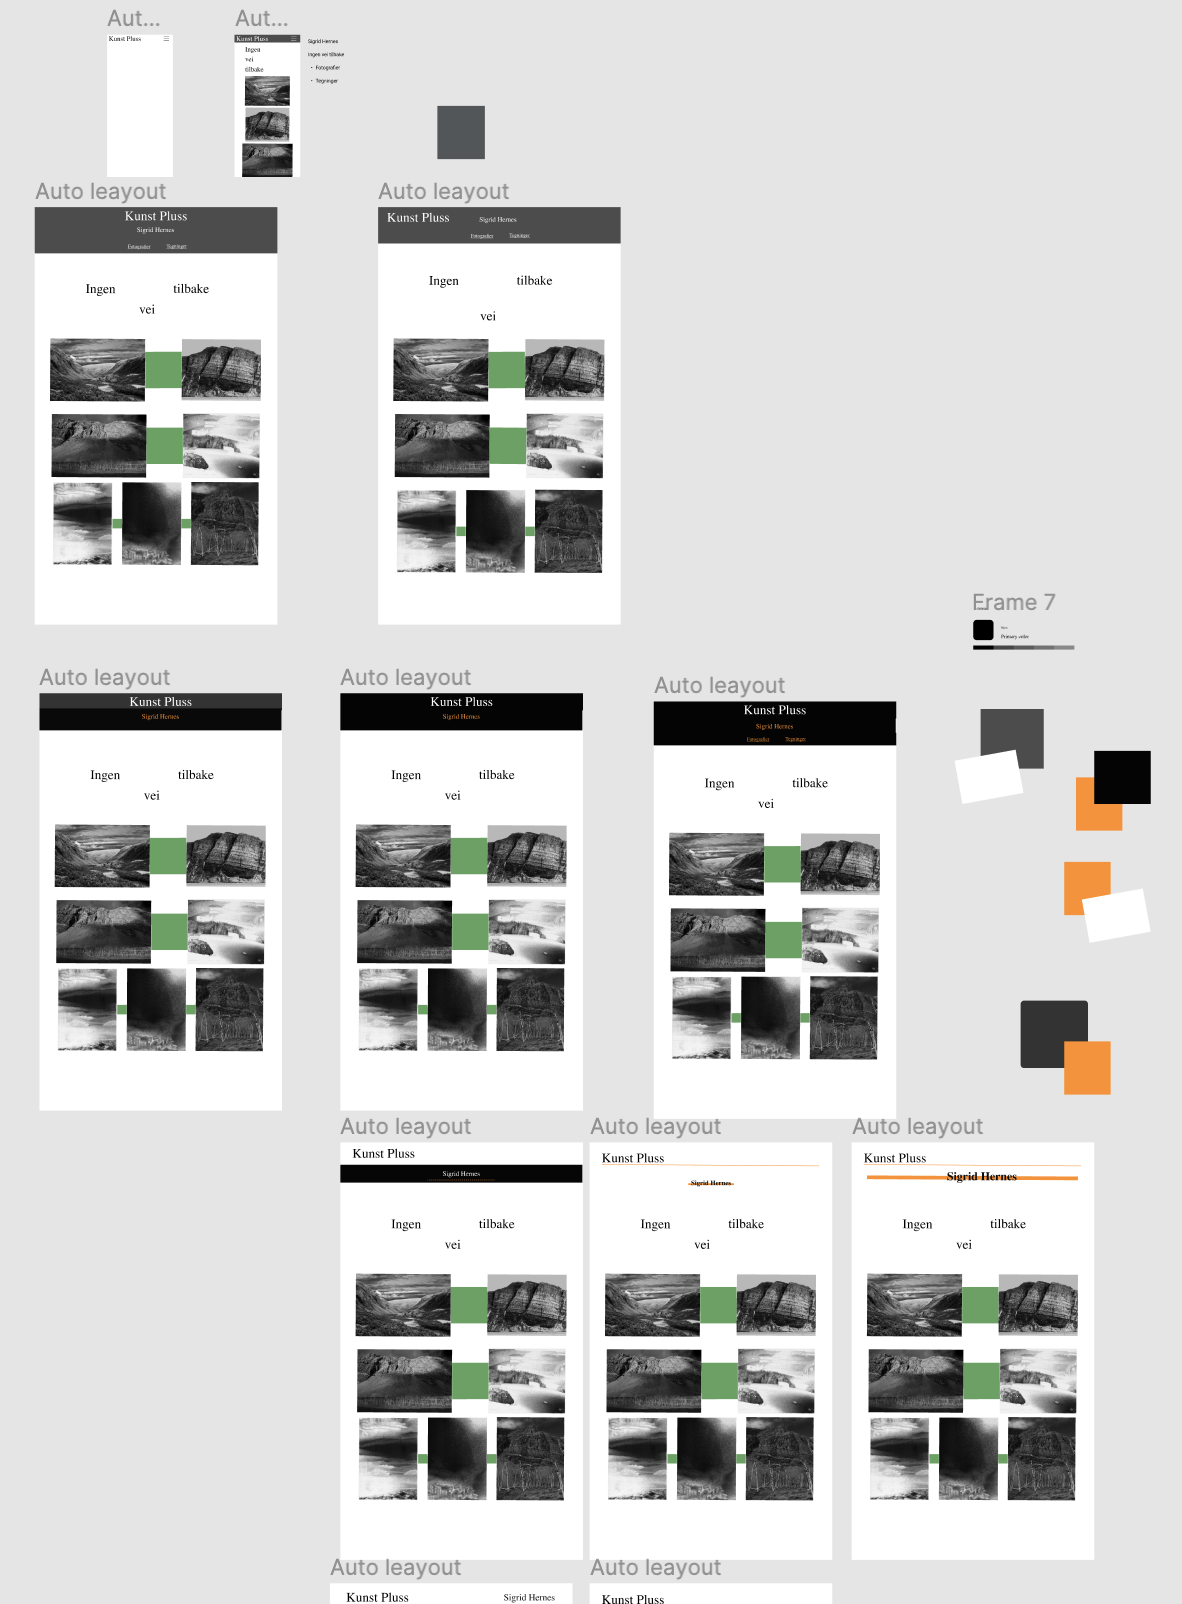 Aut...
Aut...
Kunst Pluss
Kunst Pluss
Ingen
vei
tilbake
Sigrid Hernes
Ingen vei tilbake
• Fotografier
• Tegninger
Auto leayout
Kunst Pluss
Sigrid Hernes
Fotografier Tegninger
Ingen tilbake
vei
Auto leayout
Kunst Pluss Sigrid Hernes
Fotografier Tegninger
Ingen tilbake
vei
Erame 7
Primary color
Auto leayout
Kunst Pluss
Sigrid Hernes
Ingen tilbake
vei
Auto leayout
Kunst Pluss
Sigrid Hernes
Ingen tilbake
vei
Auto leayout
Kunst Pluss
Sigrid Hernes
Fotografier Tegninger
Ingen tilbake
vei
Auto leayout
Kunst Pluss
Sigrid Hernes
Ingen tilbake
vei
Auto leayout
Kunst Pluss
Sigrid Hernes
Ingen tilbake
vei
Auto leayout
Kunst Pluss
Sigrid Hernes
Ingen tilbake
vei
Auto leayout
Kunst Pluss Sigrid Hernes
Auto leayout
Kunst Pluss